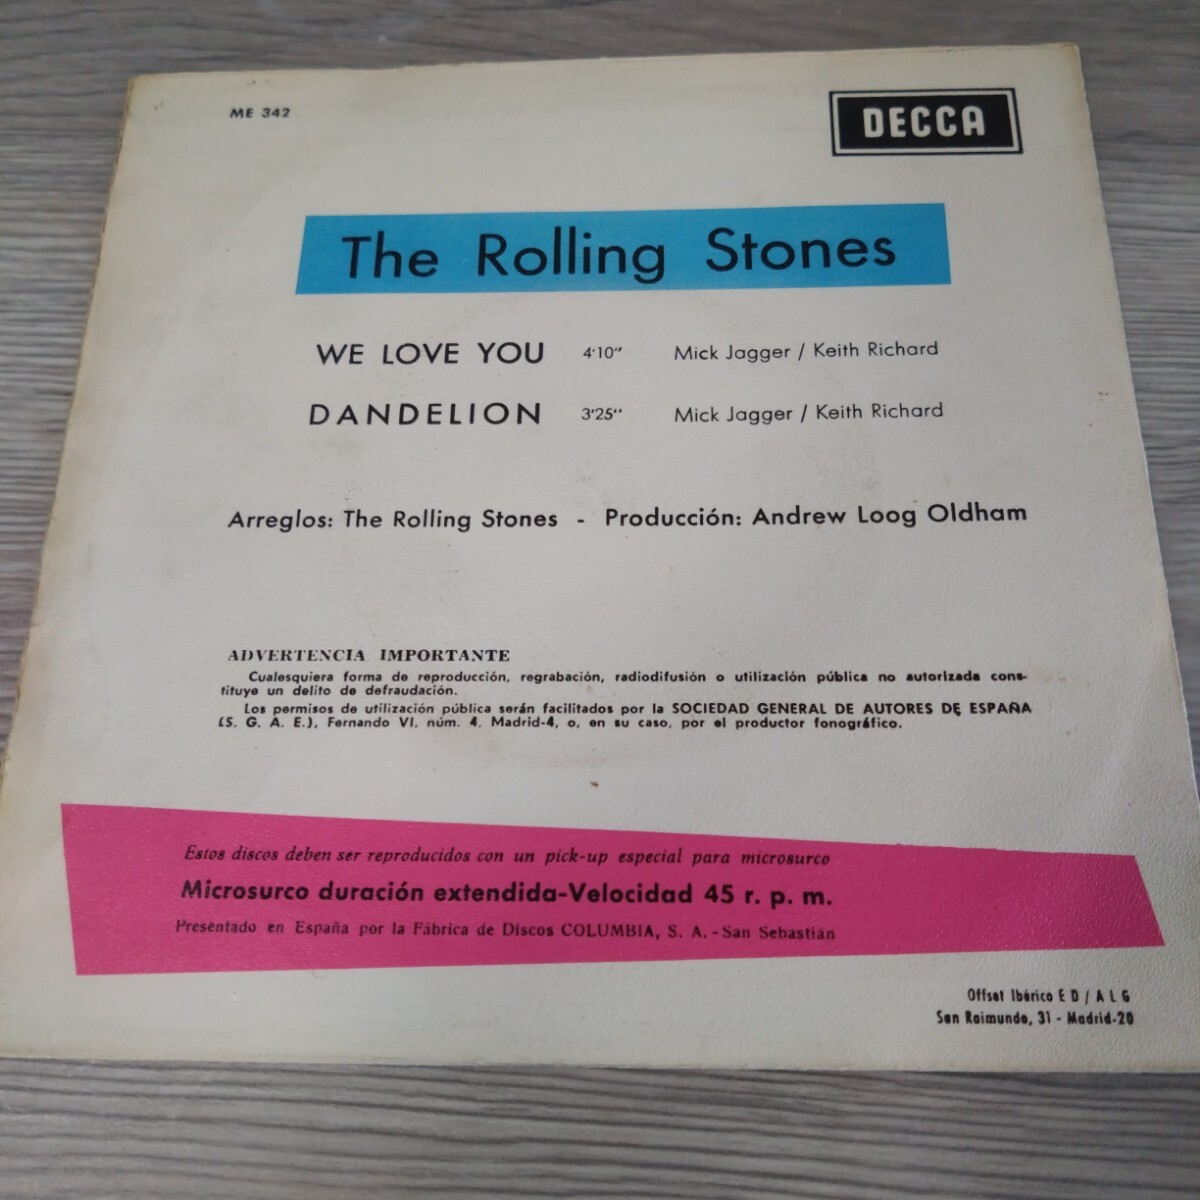 ME 342
DECCA
The Rolling Stones
WE LOVE YOU 4'10" Mick Jagger / Keith Richard
DANDELION 3'25" Mick Jagger / Keith Richard
Arreglos: The Rolling Stones - Producción: Andrew Loog Oldham
ADVERTENCIA IMPORTANTE
Cualesquiera forma de reproducción, regrabación, radiodifusión o utilización pública no autorizada cons-
tituye un delito de defraudación.
Los permisos de utilización pública serán facilitados por la SOCIEDAD GENERAL DE AUTORES DE ESPAÑA
(S. G. A. E.), Fernando VI, núm. 4, Madrid-4, o, en su caso, por el productor fonográfico.
Estos discos deben ser reproducidos con un pick-up especial para microsurco
Microsurco duración extendida-Velocidad 45 r. p. m.
Presentado en España por la Fábrica de Discos COLUMBIA, S. A. - San Sebastián
Offset Ibérico E D / A L G
San Raimundo, 31 - Madrid-20